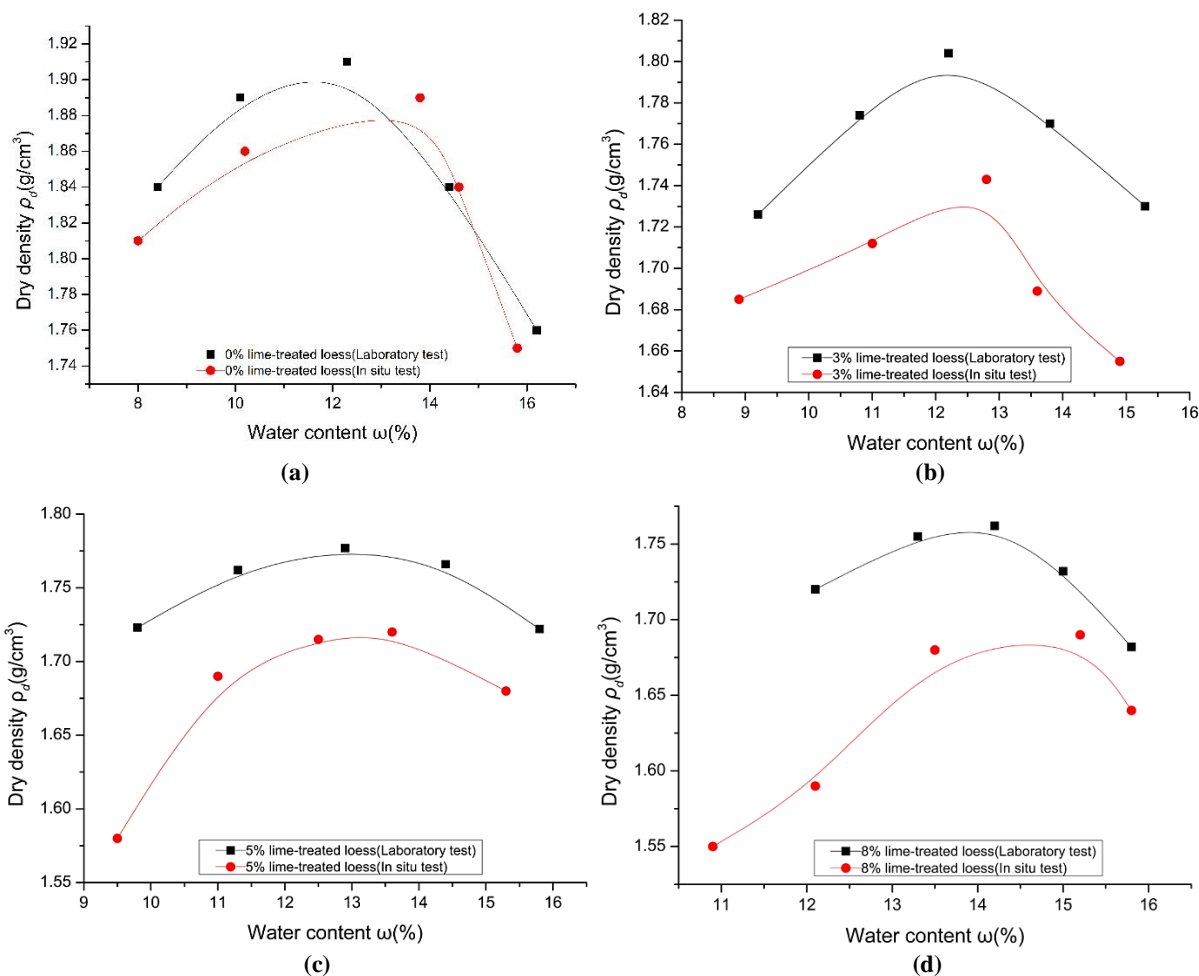 1.92
1.90
1.88
1.86
1.84
1.82
1.80
1.78
1.76
1.74
Dry density ρd(g/cm³)
0% lime-treated loess(Laboratory test)
0% lime-treated loess(In situ test)
8 10 12 14 16
Water content ω(%)
(a)
1.82
1.80
1.78
1.76
1.74
1.72
1.70
1.68
1.66
1.64
Dry density ρd(g/cm³)
3% lime-treated loess(Laboratory test)
3% lime-treated loess(In situ test)
8 9 10 11 12 13 14 15 16
Water content ω(%)
(b)
1.80
1.75
1.70
1.65
1.60
1.55
Dry density ρd(g/cm³)
5% lime-treated loess(Laboratory test)
5% lime-treated loess(In situ test)
9 10 11 12 13 14 15 16
Water content ω(%)
(c)
1.75
1.70
1.65
1.60
1.55
Dry density ρd(g/cm³)
8% lime-treated loess(Laboratory test)
8% lime-treated loess(In situ test)
11 12 13 14 15 16
Water content ω(%)
(d)